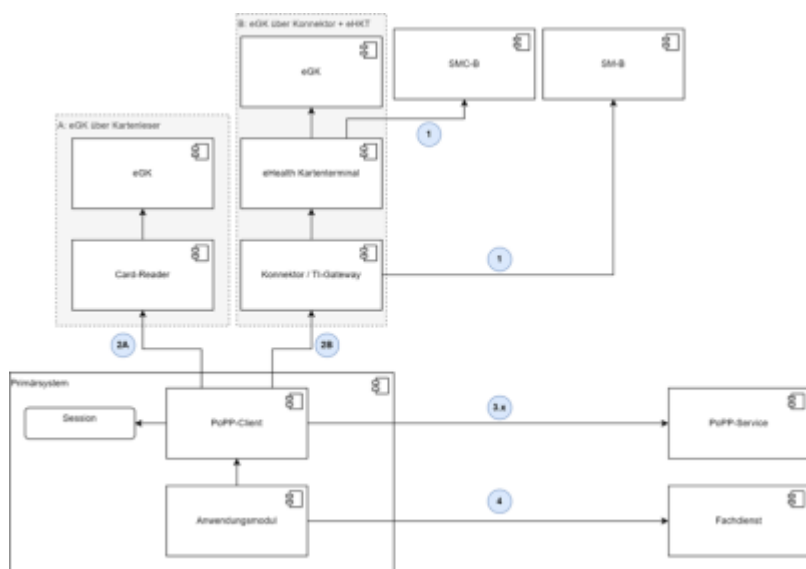 B: eGK über Konnektor + eHKT
eGK
SMC-B
SM-B
1
A: eGK über Kartenleser
eGK
eHealth Kartenterminal
Card-Reader
Konnektor / TI-Gateway
1
2A
2B
Primärsystem
Session
PoPP-Client
3.x
PoPP-Service
Anwendungsmodul
4
Fachdienst